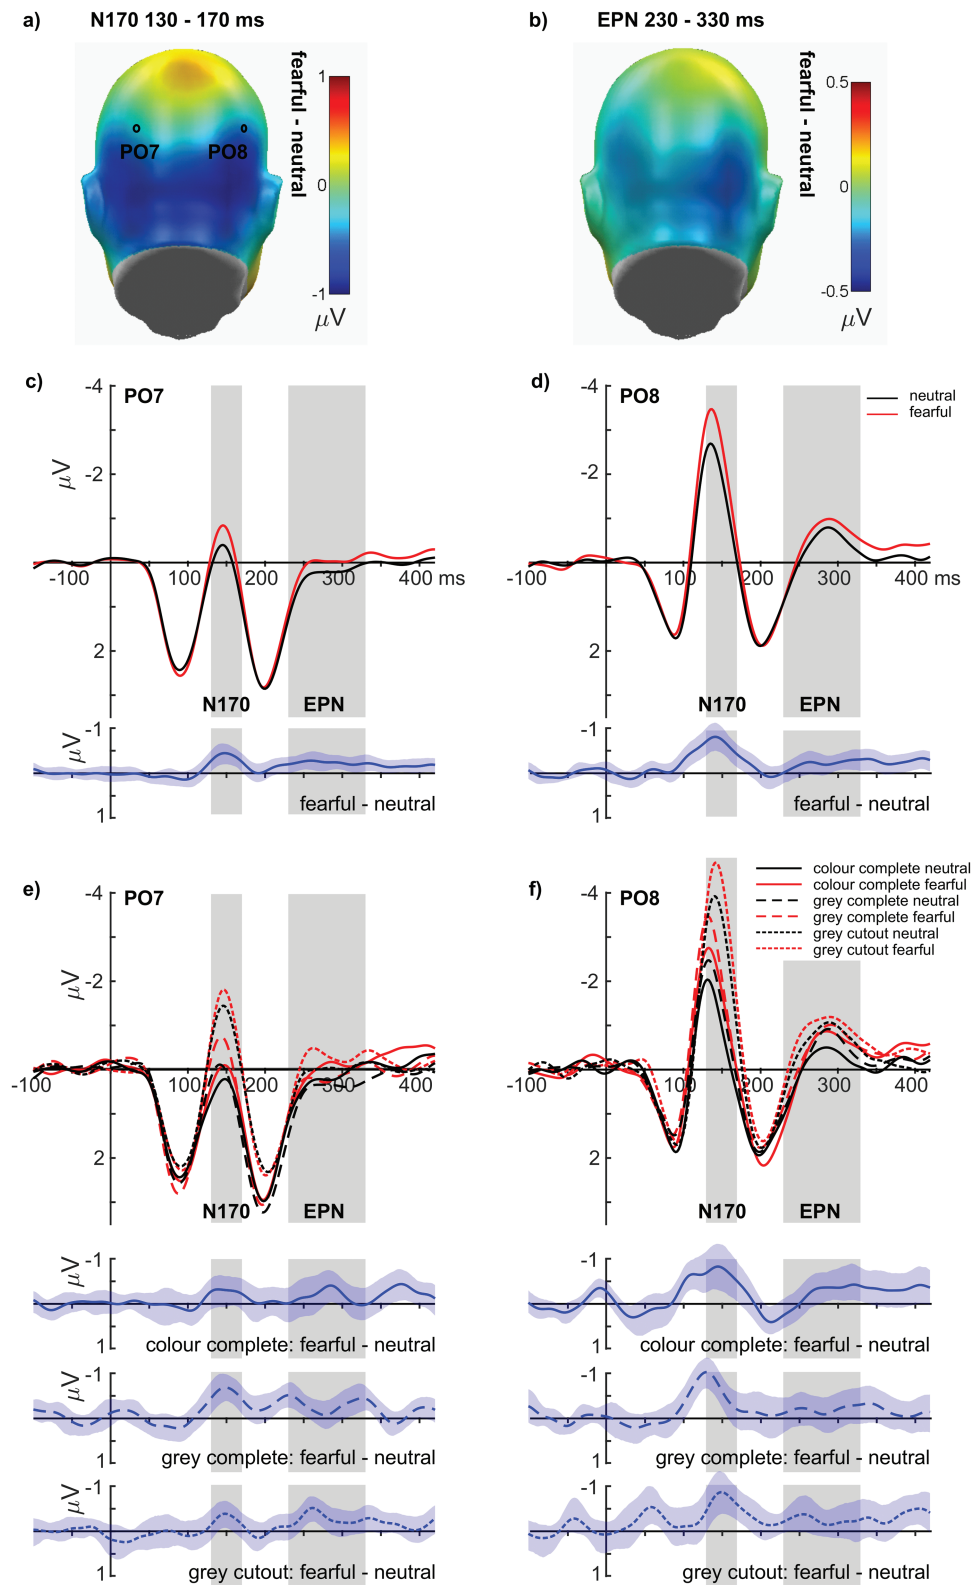 a) N170 130 - 170 ms
fearful - neutral
1
0
-1
μV
PO7 PO8
b) EPN 230 - 330 ms
fearful - neutral
0.5
0
-0.5
μV
c) PO7
-4
-2
2
μV
-100 100 200 300 400 ms
N170 EPN
-1
1
μV
fearful - neutral
d) PO8
neutral
fearful
-4
-2
2
-100 100 200 300 400 ms
N170 EPN
-1
1
fearful - neutral
e) PO7
-4
-2
2
μV
-100 100 200 300 400
N170 EPN
-1
1
μV
colour complete: fearful - neutral
-1
1
μV
grey complete: fearful - neutral
-1
1
μV
grey cutout: fearful - neutral
f) PO8
colour complete neutral
colour complete fearful
grey complete neutral
grey complete fearful
grey cutout neutral
grey cutout fearful
-4
-2
2
-100 100 200 300 400
N170 EPN
-1
1
colour complete: fearful - neutral
-1
1
grey complete: fearful - neutral
-1
1
grey cutout: fearful - neutral